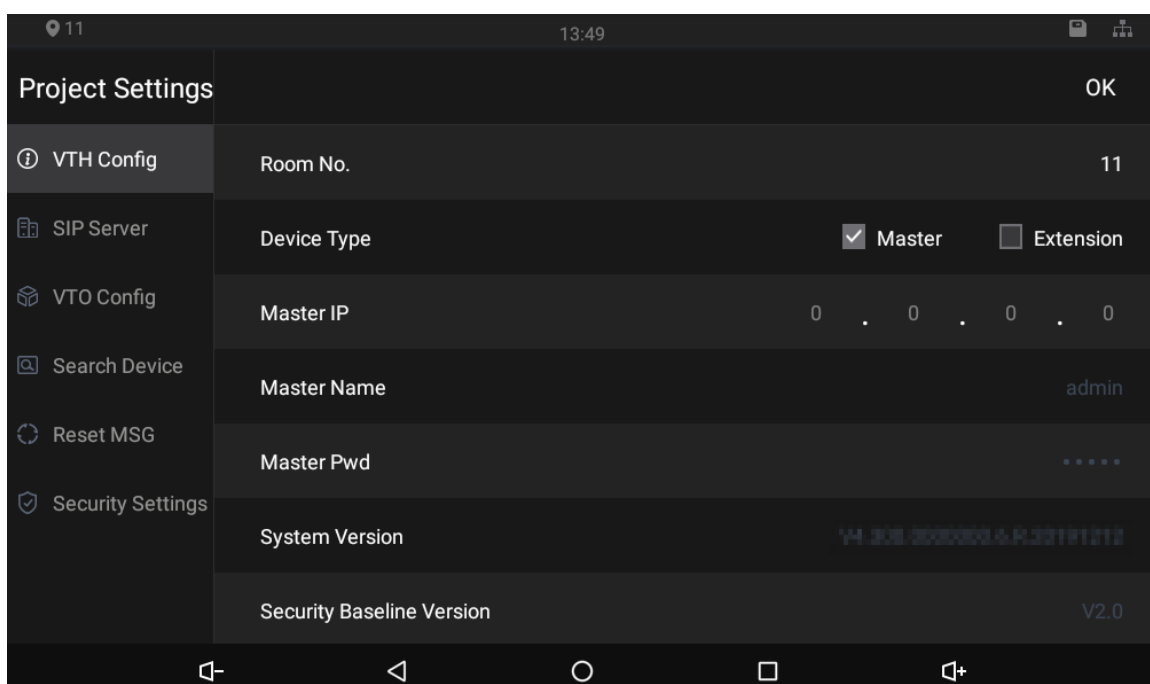 11 13:49
Project Settings OK
VTH Config
Room No. 11
SIP Server
Device Type Master Extension
VTO Config
Master IP 0 . 0 . 0 . 0
Search Device
Master Name admin
Reset MSG
Master Pwd •••••
Security Settings
System Version
Security Baseline Version V2.0